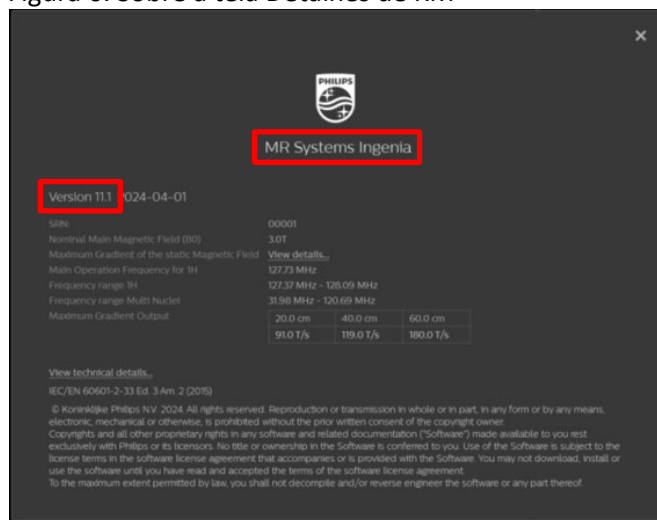 PHILIPS
MR Systems Ingenia
Version 11.1 2024-04-01
SRN: 00001
Nominal Main Magnetic Field (B0) 3.0T
Maximum Gradient of the static Magnetic Field View details...
Main Operation Frequency for 1H 127.73 MHz
Frequency range 1H 127.37 MHz - 128.09 MHz
Frequency range Multi Nuclei 31.98 MHz - 120.69 MHz
Maximum Gradient Output 20.0 cm 40.0 cm 60.0 cm
91.0 T/s 119.0 T/s 180.0 T/s
View technical details...
IEC/EN 60601-2-33 Ed. 3 Am. 2 (2015)
© Koninklijke Philips N.V. 2024. All rights reserved. Reproduction or transmission in whole or in part, in any form or by any means,
electronic, mechanical or otherwise, is prohibited without the prior written consent of the copyright owner.
Copyrights and all other proprietary rights in any software and related documentation ("Software") made available to you rest
exclusively with Philips or its licensors. No title or ownership in the Software is conferred to you. Use of the Software is subject to the
license terms in the software license agreement that accompanies or is provided with the Software. You may not download, install or
use the software until you have read and accepted the terms of the software license agreement.
To the maximum extent permitted by law, you shall not decompile and/or reverse engineer the software or any part thereof.